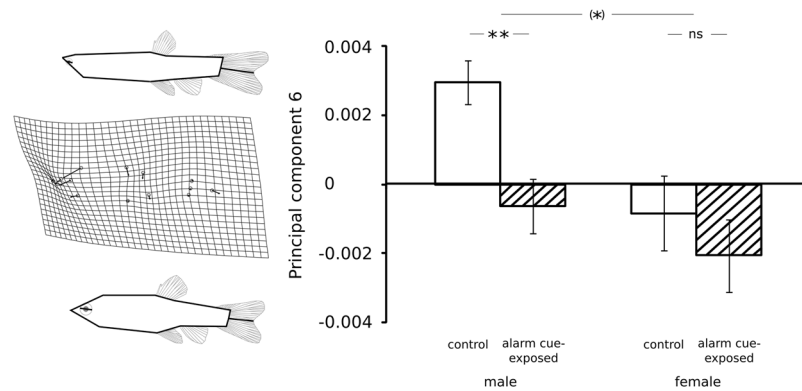 (*)
** ns
0.004
0.002
0
-0.002
-0.004
Principal component 6
control alarm cue-exposed control alarm cue-exposed
male female